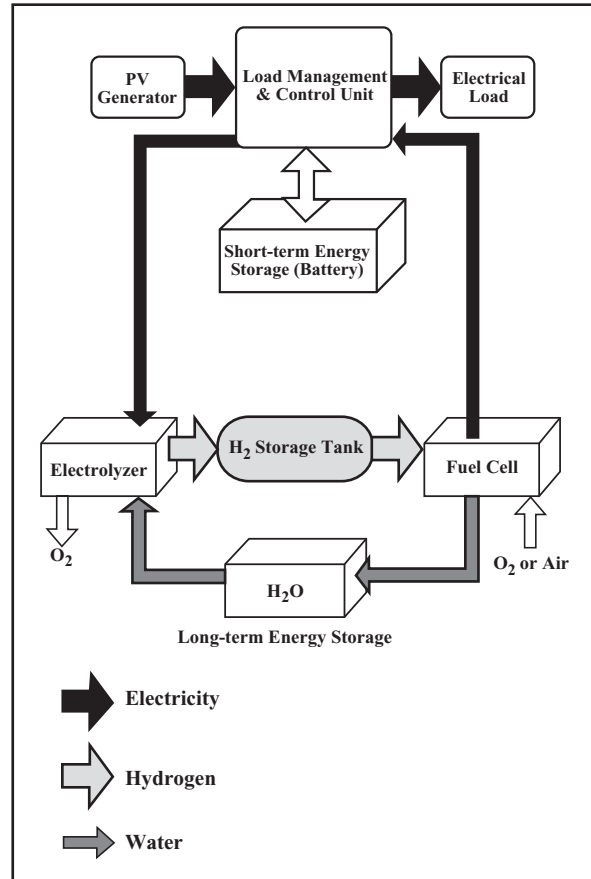 PV
Generator
Load Management
& Control Unit
Electrical
Load
Short-term Energy
Storage (Battery)
Electrolyzer
H₂ Storage Tank
Fuel Cell
O₂
H₂O
O₂ or Air
Long-term Energy Storage
Electricity
Hydrogen
Water